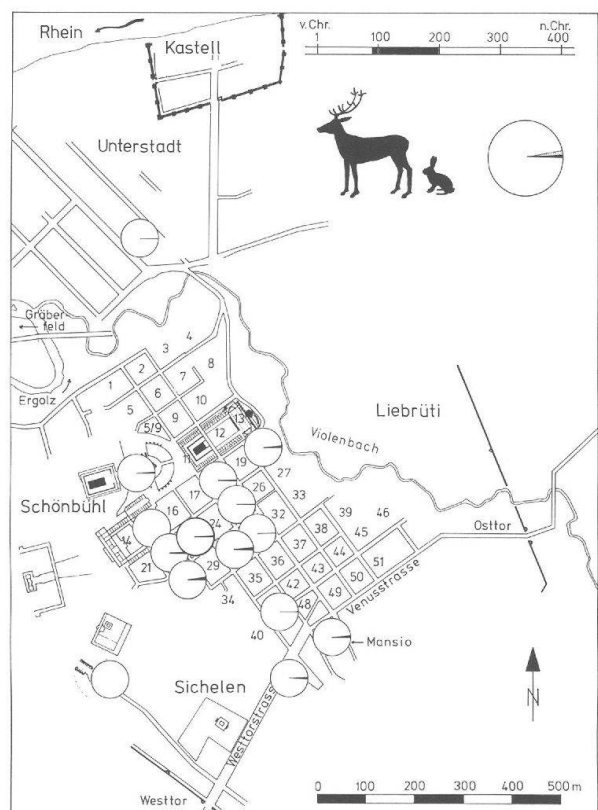 Rhein
Kastell
v. Chr.
n. Chr.
1 100 200 300 400
Unterstadt
Gräber-
feld
Ergolz
3
4
2
8
1
6
7
5
10
9
5/9
12
13
11
Liebrüti
Violenbach
19
27
Schönbühl
17
26
33
16
39
46
24
32
38
45
Osttor
14
37
44
21
29
36
43
51
35
50
34
42
49
48
Venusstrasse
40
Mansio
Sichelen
N
Westtorstrasse
Westtor
0 100 200 300 400 500 m